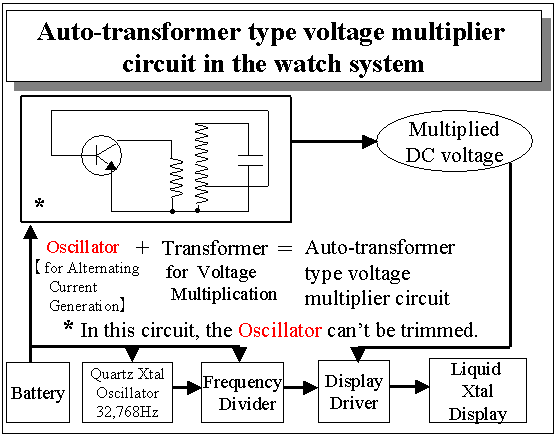 Auto-transformer type voltage multiplier
circuit in the watch system
Multiplied
DC voltage
*
Oscillator + Transformer = Auto-transformer
【 for Alternating for Voltage type voltage
Current Multiplication multiplier circuit
Generation】
* In this circuit, the Oscillator can't be trimmed.
Battery
Quartz Xtal
Oscillator
32,768Hz
Frequency
Divider
Display
Driver
Liquid
Xtal
Display